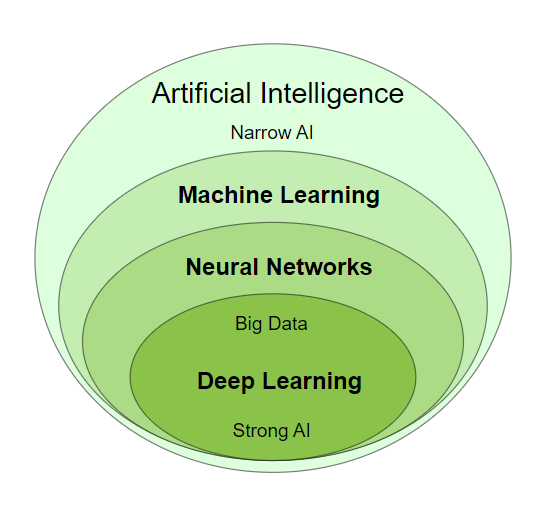 Artificial Intelligence
Narrow AI
Machine Learning
Neural Networks
Big Data
Deep Learning
Strong AI